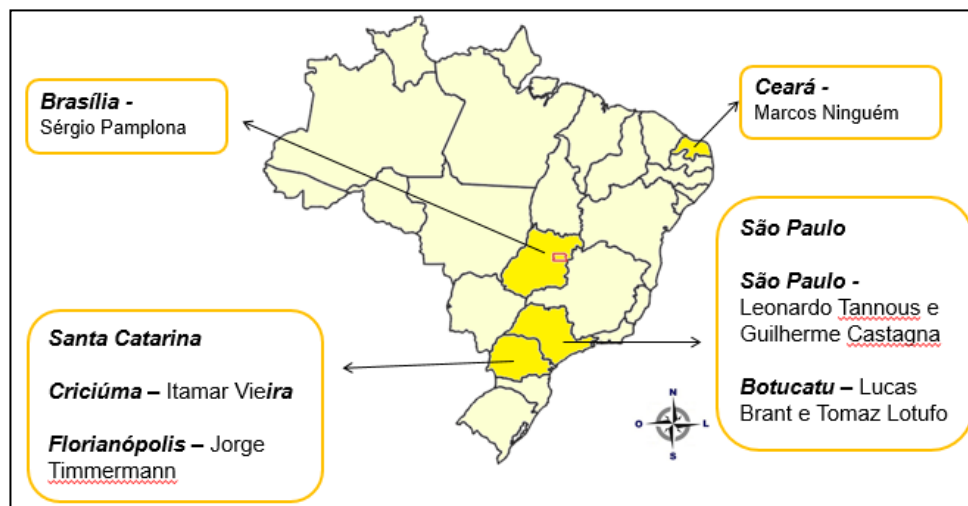 Brasília -
Sérgio Pamplona
Ceará -
Marcos Ninguém
São Paulo
São Paulo -
Leonardo Tannous e
Guilherme Castagna
Botucatu – Lucas
Brant e Tomaz Lotufo
Santa Catarina
Criciúma – Itamar Vieira
Florianópolis – Jorge
Timmermann
N
O
L
S